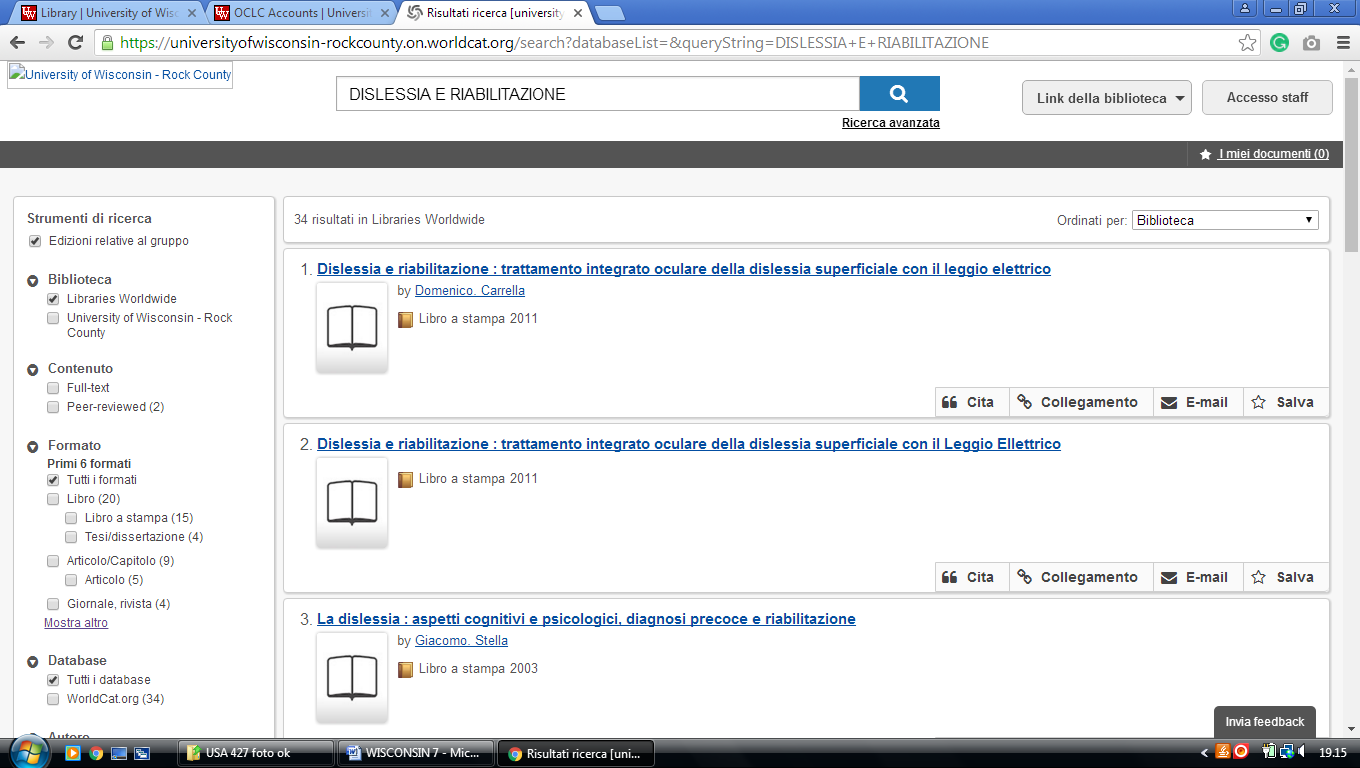 Library | University of Wisc
OCLC Accounts | Universit
Risultati ricerca [university
https://universityofwisconsin-rockcounty.on.worldcat.org/search?databaseList=&queryString=DISLESSIA+E+RIABILITAZIONE
University of Wisconsin - Rock County
DISLESSIA E RIABILITAZIONE
Ricerca avanzata
Link della biblioteca
Accesso staff
I miei documenti (0)
Strumenti di ricerca
Edizioni relative al gruppo
Biblioteca
Libraries Worldwide
University of Wisconsin - Rock
County
Contenuto
Full-text
Peer-reviewed (2)
Formato
Primi 6 formati
Tutti i formati
Libro (20)
Libro a stampa (15)
Tesi/dissertazione (4)
Articolo/Capitolo (9)
Articolo (5)
Giornale, rivista (4)
Mostra altro
Database
Tutti i database
WorldCat.org (34)
Autore
34 risultati in Libraries Worldwide
Ordinati per: Biblioteca
1. Dislessia e riabilitazione : trattamento integrato oculare della dislessia superficiale con il leggio elettrico
by Domenico. Carrella
Libro a stampa 2011
Cita Collegamento E-mail Salva
2. Dislessia e riabilitazione : trattamento integrato oculare della dislessia superficiale con il Leggio Ellettrico
Libro a stampa 2011
Cita Collegamento E-mail Salva
3. La dislessia : aspetti cognitivi e psicologici, diagnosi precoce e riabilitazione
by Giacomo. Stella
Libro a stampa 2003
Invia feedback
USA 427 foto ok
WISCONSIN 7 - Mic...
Risultati ricerca [uni...
19.15